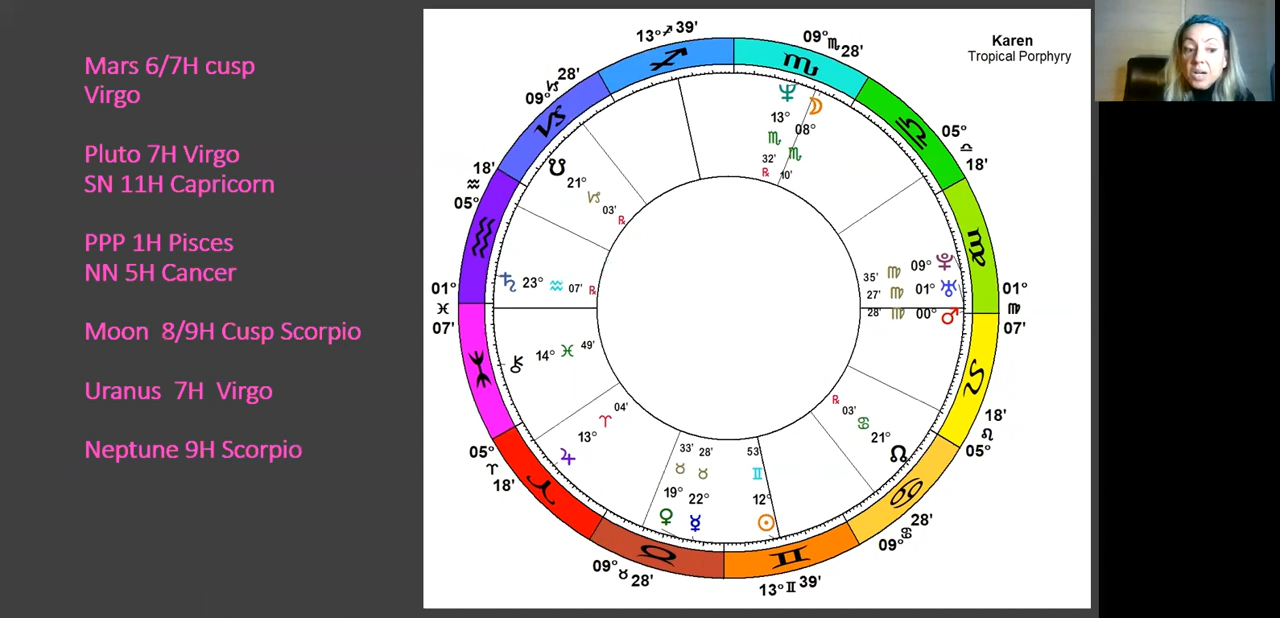 Mars 6/7H cusp
Virgo
Pluto 7H Virgo
SN 11H Capricorn
PPP 1H Pisces
NN 5H Cancer
Moon 8/9H Cusp Scorpio
Uranus 7H Virgo
Neptune 9H Scorpio
Karen
Tropical Porphyry
13° ♐ 39'
09° ♏ 28'
09° ♑ 28'
05° ♎ 18'
18' ♒ 05°
01° ♓ 07'
01° ♍ 07'
05° ♈ 18'
18' ♌ 05°
09° ♉ 28'
13° ♊ 39'
09° ♋ 28'
♆ 13° ♏ 32' ℞
☽ 08° ♏ 10'
☋ 21° ♑ 03' ℞
♄ 23° ♒ 07' ℞
35' ♍ 09° ♇
27' ♍ 01° ♅
28' ♍ 00° ♂
⚷ 14° ♓ 49'
♃ 13° ♈ 04'
33' ♉ 19° ♀
28' ♉ 22° ☿
53' ♊ 12° ☉
℞ 03' ♋ 21° ☊